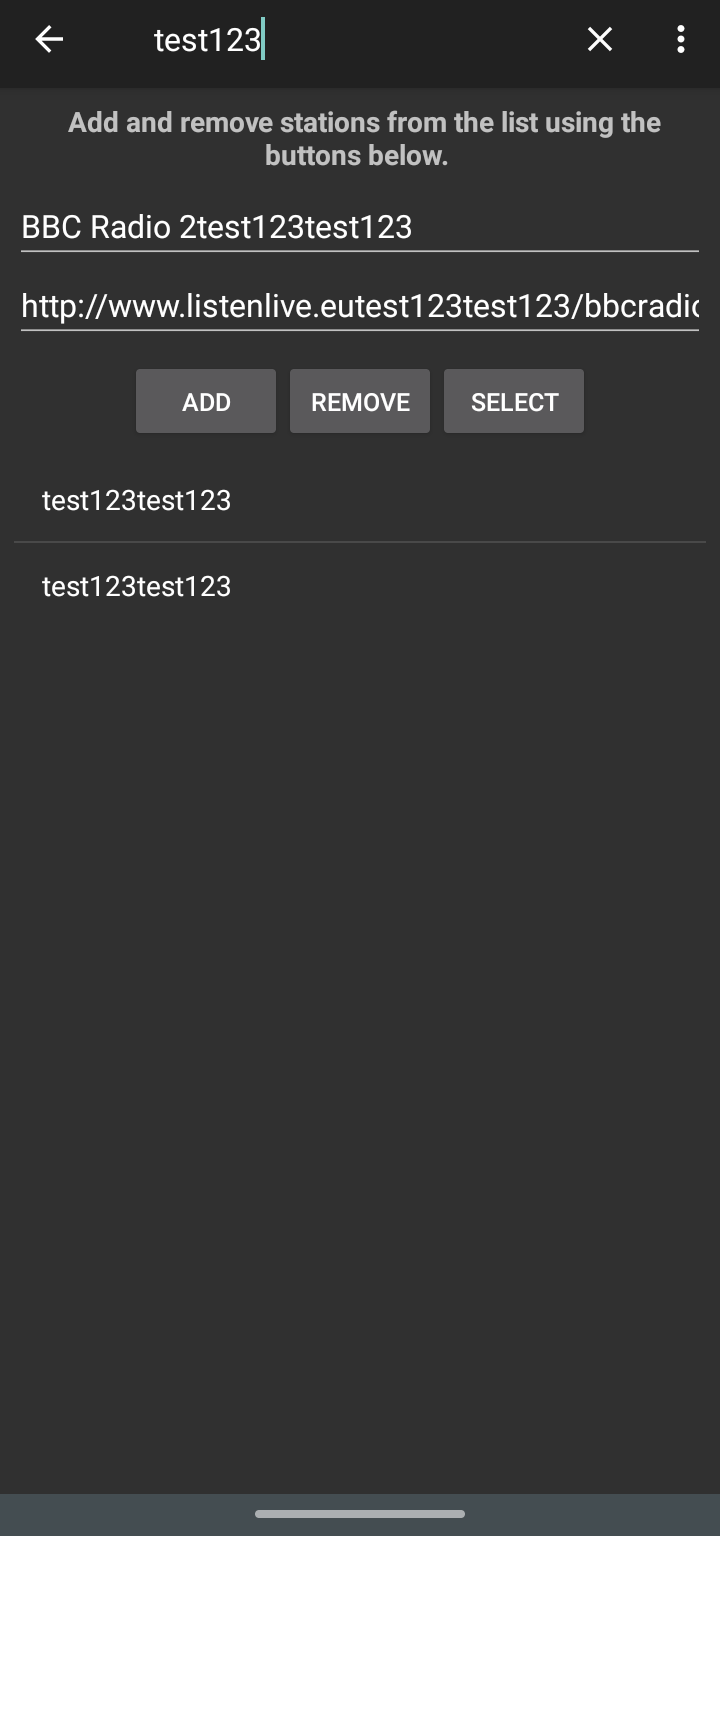 test123
Add and remove stations from the list using the
buttons below.
BBC Radio 2test123test123
http://www.listenlive.eutest123test123/bbcradio
ADD REMOVE SELECT
test123test123
test123test123